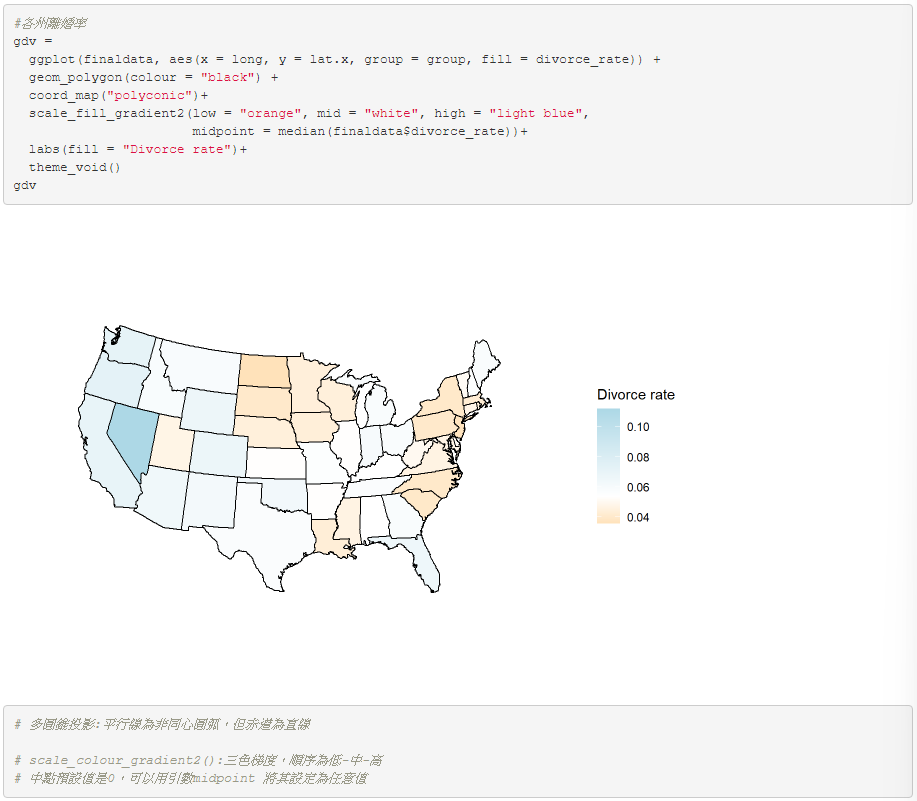 #各州離婚率
gdv =
  ggplot(finaldata, aes(x = long, y = lat.x, group = group, fill = divorce_rate)) +
  geom_polygon(colour = "black") +
  coord_map("polyconic")+
  scale_fill_gradient2(low = "orange", mid = "white", high = "light blue",
                       midpoint = median(finaldata$divorce_rate))+
  labs(fill = "Divorce rate")+
  theme_void()
gdv
Divorce rate
0.10
0.08
0.06
0.04
# 多圓錐投影:平行線為非同心圓弧，但赤道為直線
# scale_colour_gradient2():三色梯度，順序為低-中-高
# 中點預設值是0，可以用引數midpoint 將其設定為任意值